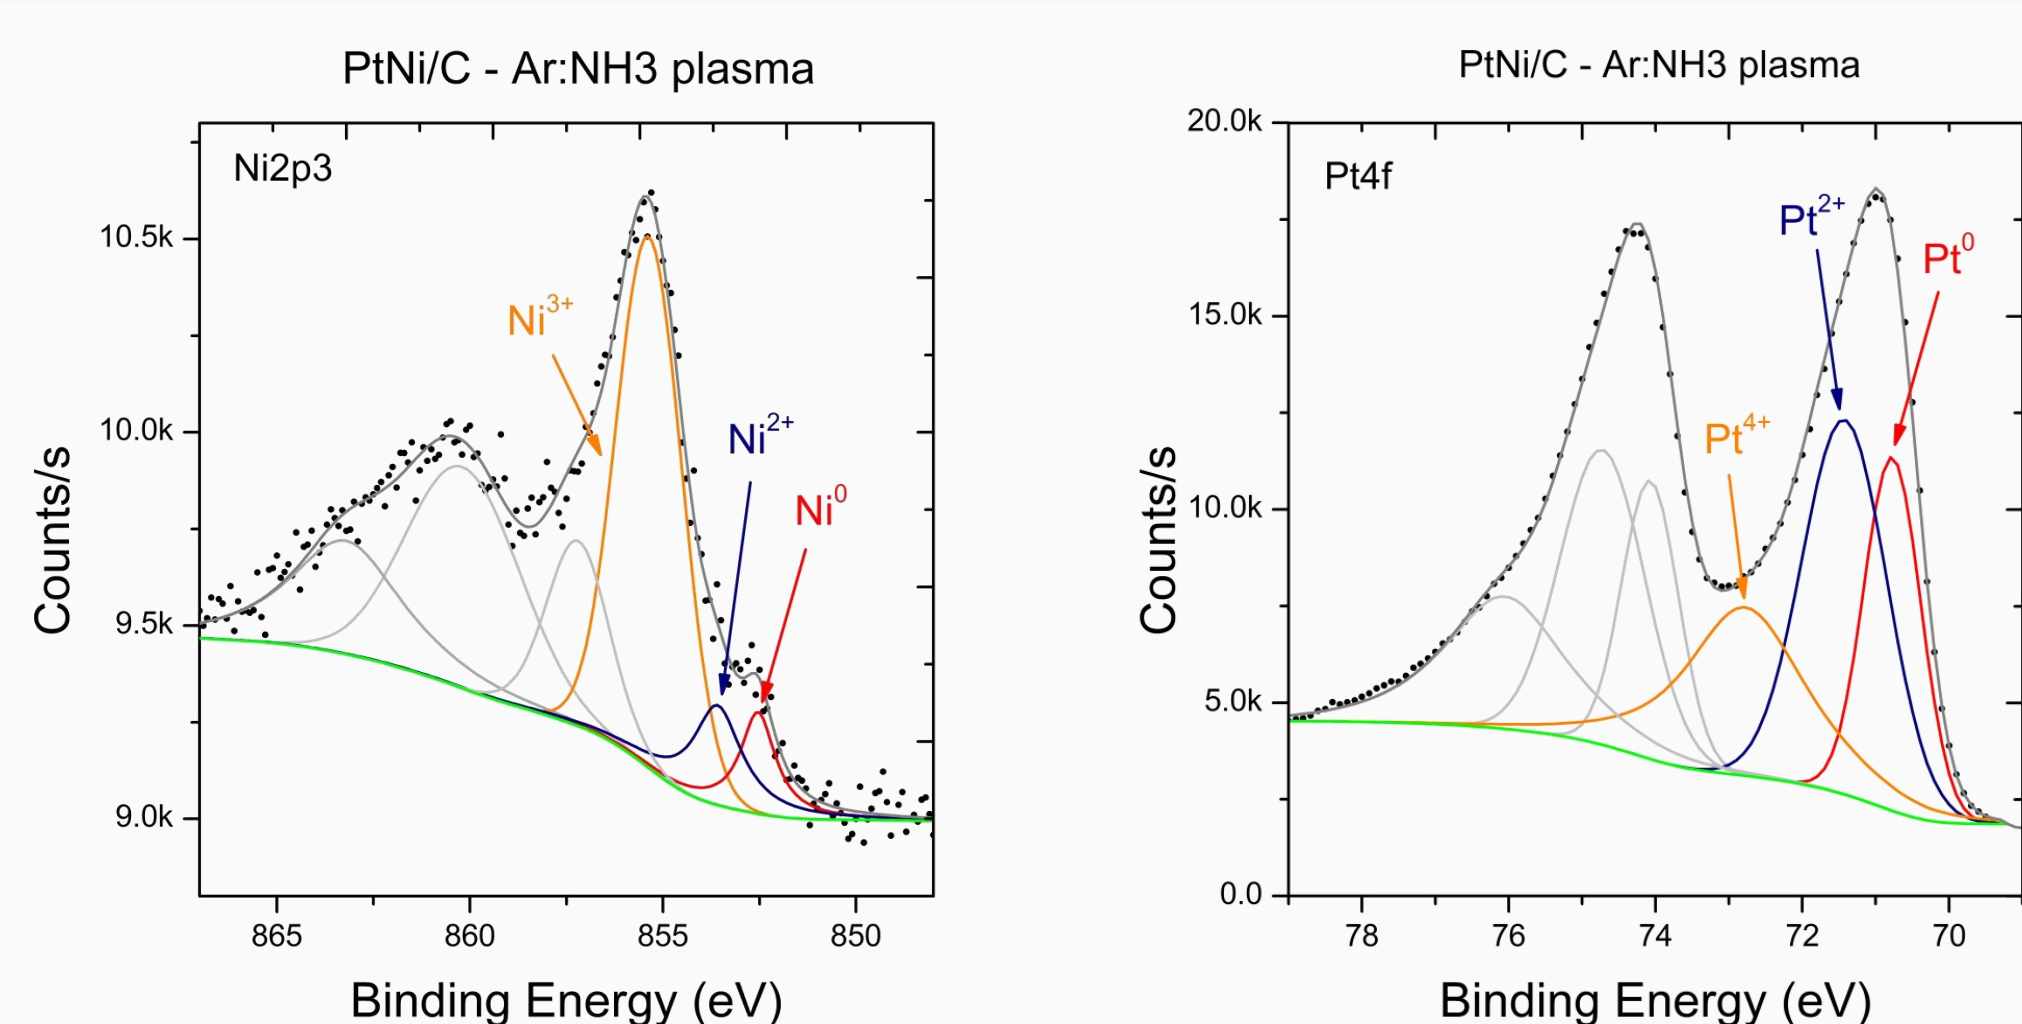 PtNi/C - Ar:NH3 plasma
Ni2p3
10.5k
10.0k
9.5k
9.0k
Counts/s
Ni3+
Ni2+
Ni0
865 860 855 850
Binding Energy (eV)
PtNi/C - Ar:NH3 plasma
Pt4f
20.0k
15.0k
10.0k
5.0k
0.0
Counts/s
Pt2+
Pt0
Pt4+
78 76 74 72 70
Binding Energy (eV)